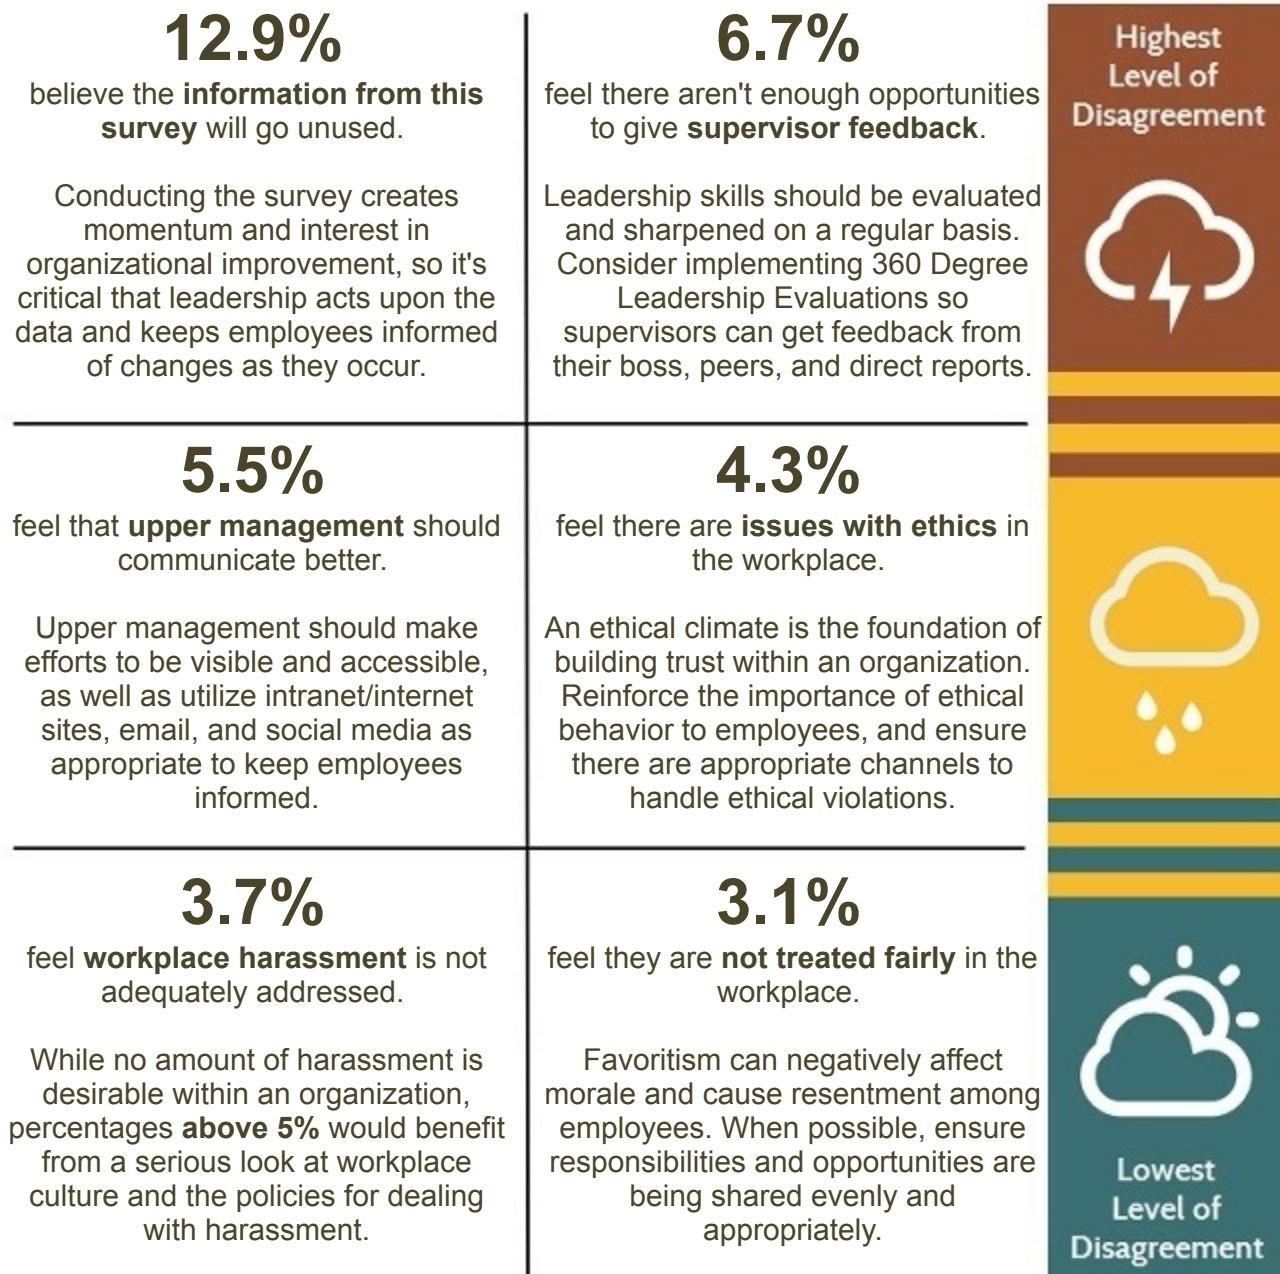 12.9%
believe the information from this
survey will go unused.
Conducting the survey creates
momentum and interest in
organizational improvement, so it's
critical that leadership acts upon the
data and keeps employees informed
of changes as they occur.
6.7%
feel there aren't enough opportunities
to give supervisor feedback.
Leadership skills should be evaluated
and sharpened on a regular basis.
Consider implementing 360 Degree
Leadership Evaluations so
supervisors can get feedback from
their boss, peers, and direct reports.
Highest
Level of
Disagreement
5.5%
feel that upper management should
communicate better.
Upper management should make
efforts to be visible and accessible,
as well as utilize intranet/internet
sites, email, and social media as
appropriate to keep employees
informed.
4.3%
feel there are issues with ethics in
the workplace.
An ethical climate is the foundation of
building trust within an organization.
Reinforce the importance of ethical
behavior to employees, and ensure
there are appropriate channels to
handle ethical violations.
3.7%
feel workplace harassment is not
adequately addressed.
While no amount of harassment is
desirable within an organization,
percentages above 5% would benefit
from a serious look at workplace
culture and the policies for dealing
with harassment.
3.1%
feel they are not treated fairly in the
workplace.
Favoritism can negatively affect
morale and cause resentment among
employees. When possible, ensure
responsibilities and opportunities are
being shared evenly and
appropriately.
Lowest
Level of
Disagreement